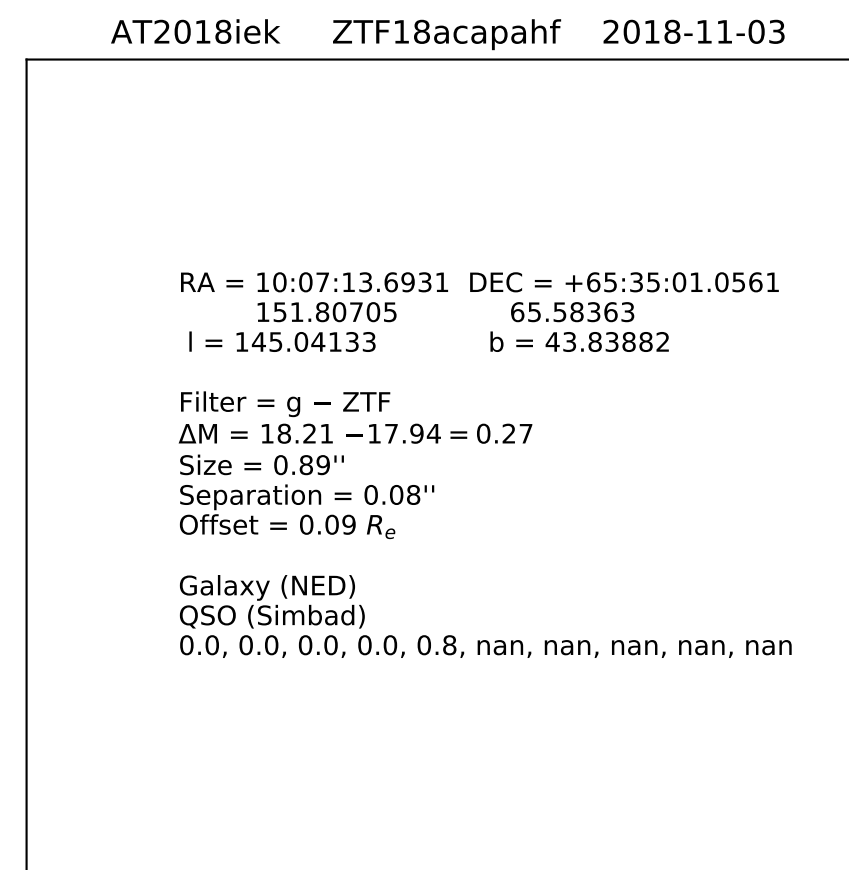 AT2018iek ZTF18acapahf 2018-11-03
RA = 10:07:13.6931 DEC = +65:35:01.0561
151.80705 65.58363
l = 145.04133 b = 43.83882
Filter = g − ZTF
ΔM = 18.21 −17.94 = 0.27
Size = 0.89''
Separation = 0.08''
Offset = 0.09 Rₑ
Galaxy (NED)
QSO (Simbad)
0.0, 0.0, 0.0, 0.0, 0.8, nan, nan, nan, nan, nan